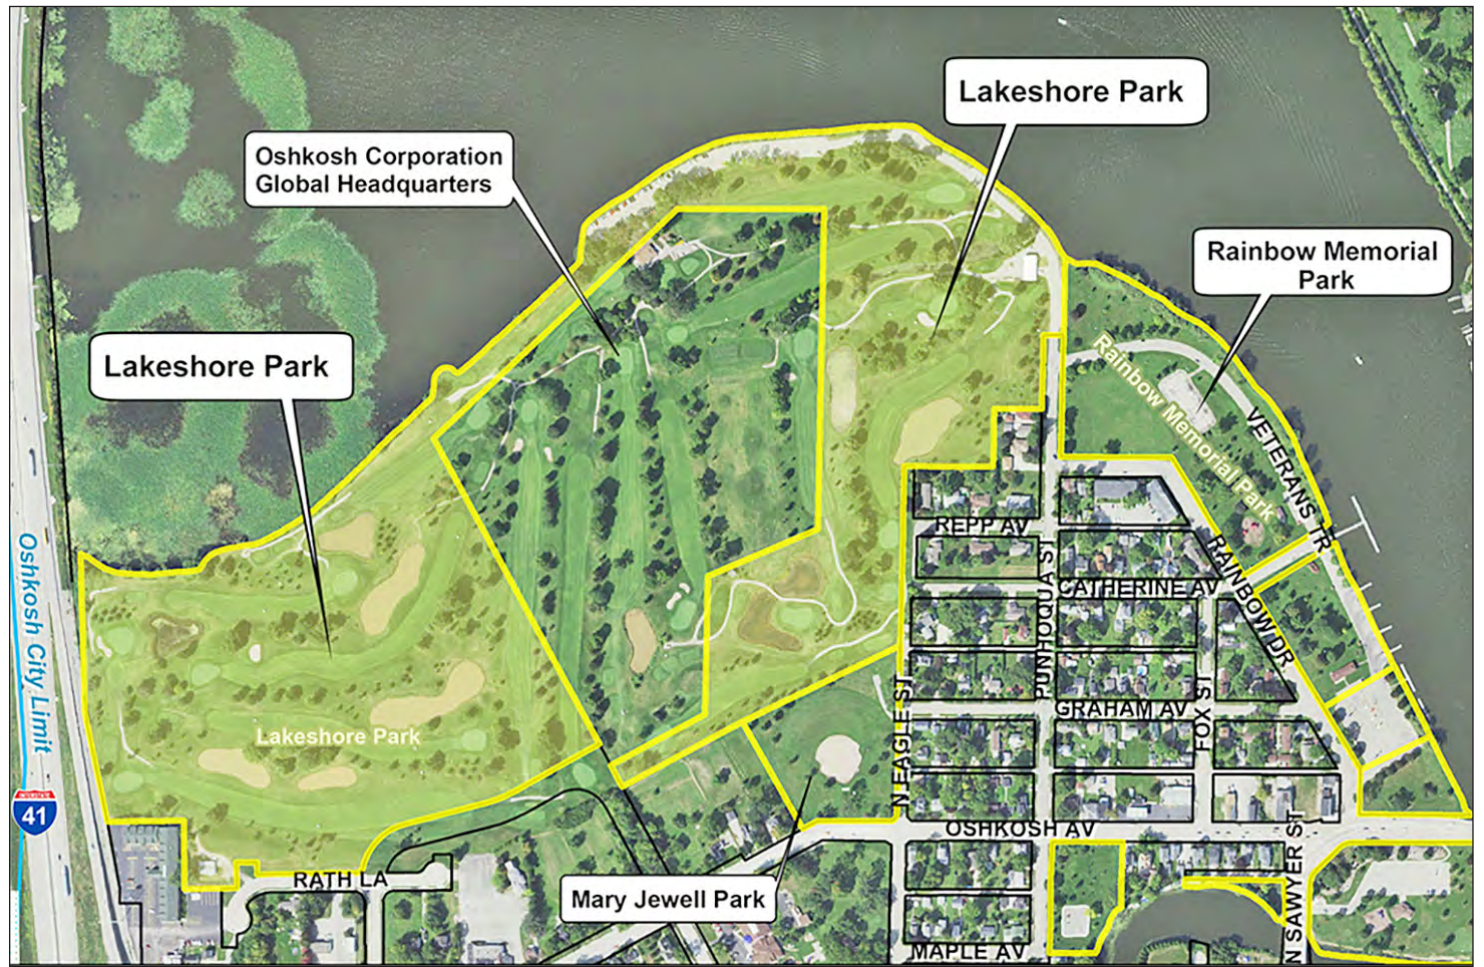 Lakeshore Park
Oshkosh Corporation
Global Headquarters
Rainbow Memorial
Park
Lakeshore Park
Rainbow Memorial Park
VETERANS TR
REPP AV
CATHERINE AV
RAINBOW DR
PUNHOQUA ST
Oshkosh City Limit
GRAHAM AV
FOX ST
N EAGLE ST
Lakeshore Park
INTERSTATE
41
OSHKOSH AV
RATH LA
Mary Jewell Park
N SAWYER ST
MAPLE AV